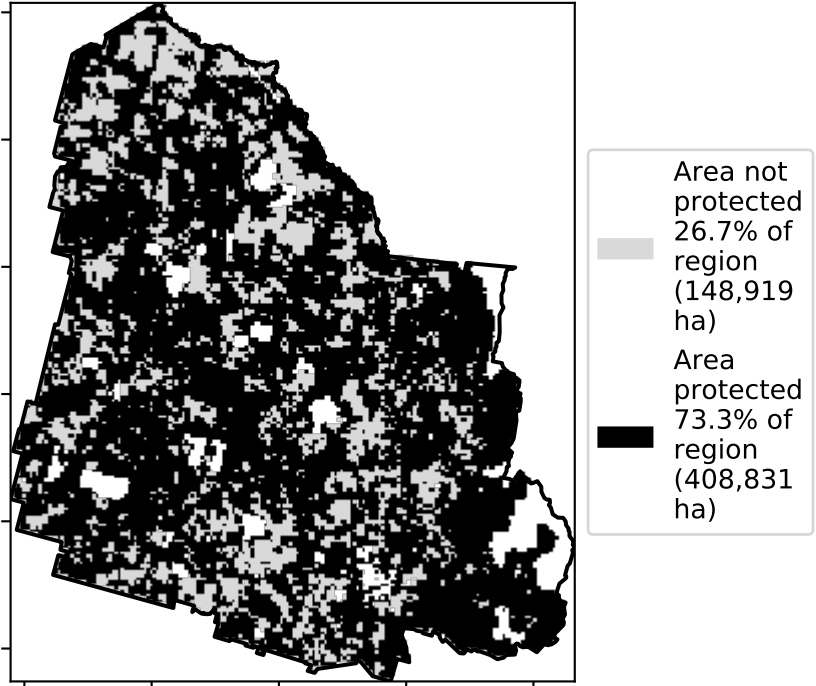 Area not
protected
26.7% of
region
(148,919
ha)
Area
protected
73.3% of
region
(408,831
ha)